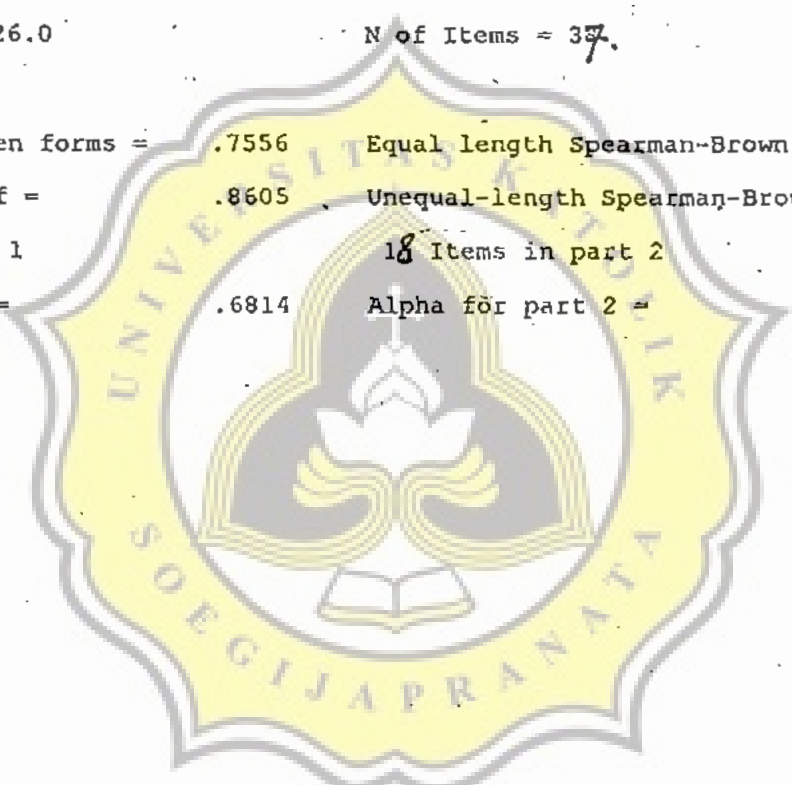 26.0 N of Items = 37.
en forms = .7556 Equal length Spearman-Brown
f = .8605 Unequal-length Spearman-Brow
1 18 Items in part 2
= .6814 Alpha for part 2 =
UNIVERSITAS KATOLIK
SOEGIJAPRANATA